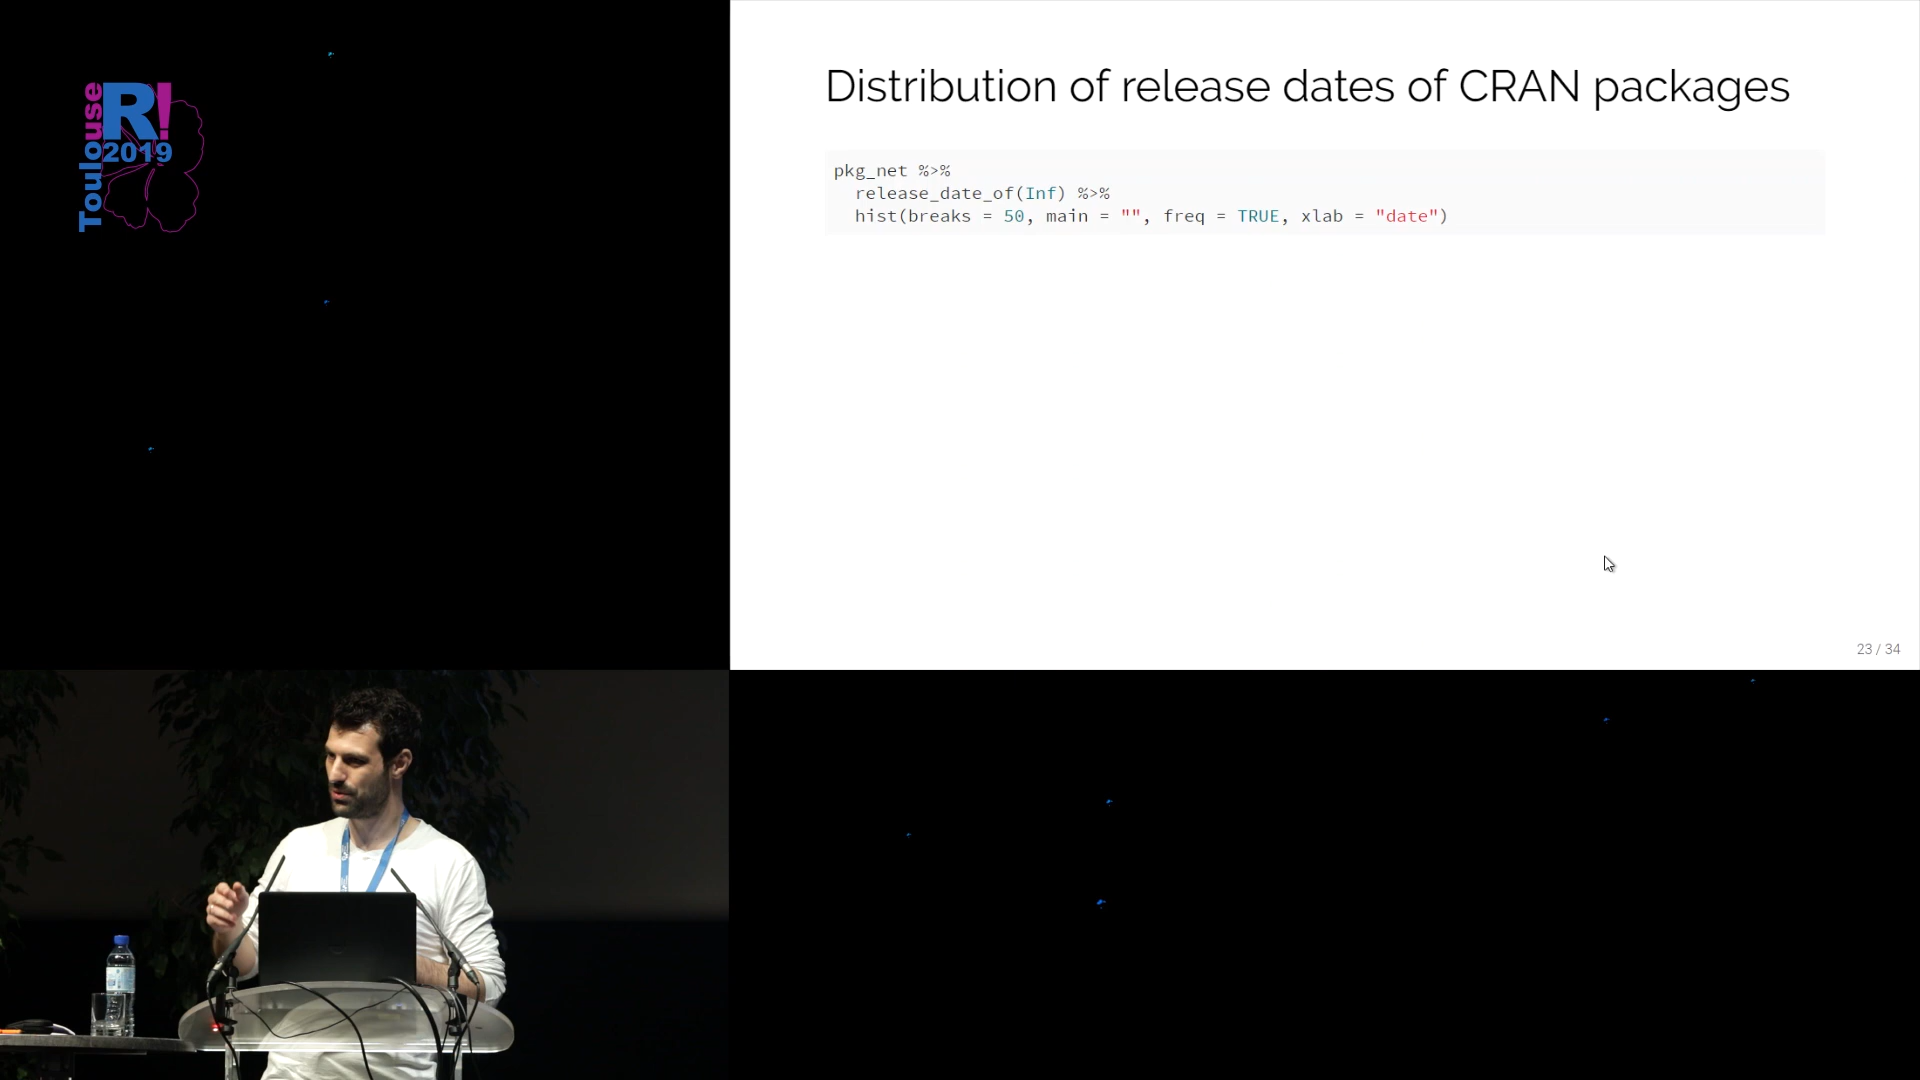 Toulouse
R!
2019
Distribution of release dates of CRAN packages
pkg_net %>%
  release_date_of(Inf) %>%
  hist(breaks = 50, main = "", freq = TRUE, xlab = "date")
23 / 34